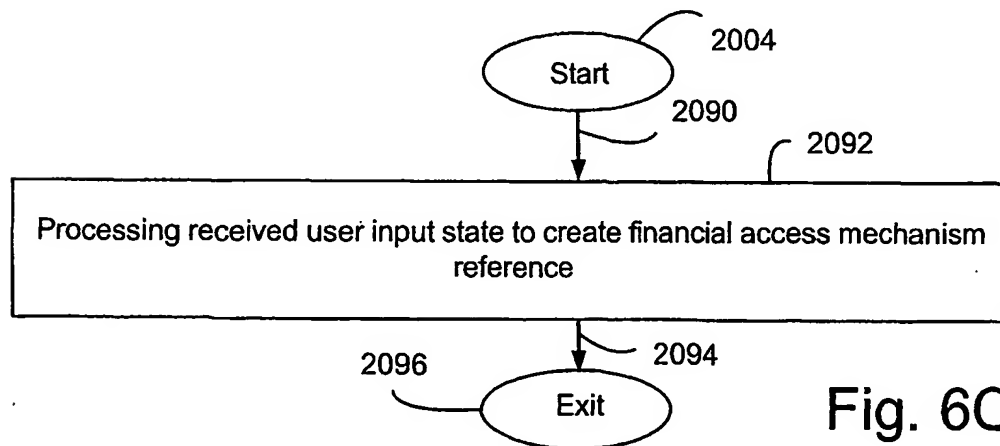 2004
Start
2090
2092
Processing received user input state to create financial access mechanism
reference
2094
2096
Exit
Fig. 6C